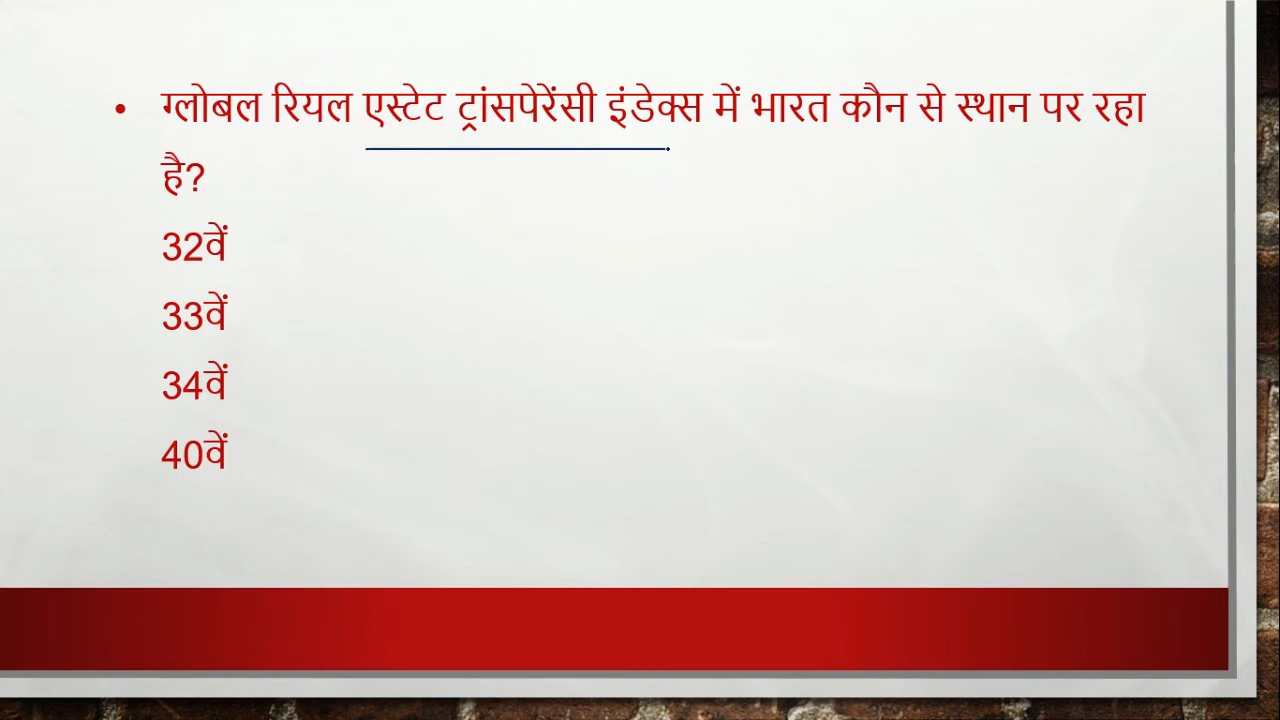 • ग्लोबल रियल एस्टेट ट्रांसपेरेंसी इंडेक्स में भारत कौन से स्थान पर रहा
है?
32वें
33वें
34वें
40वें